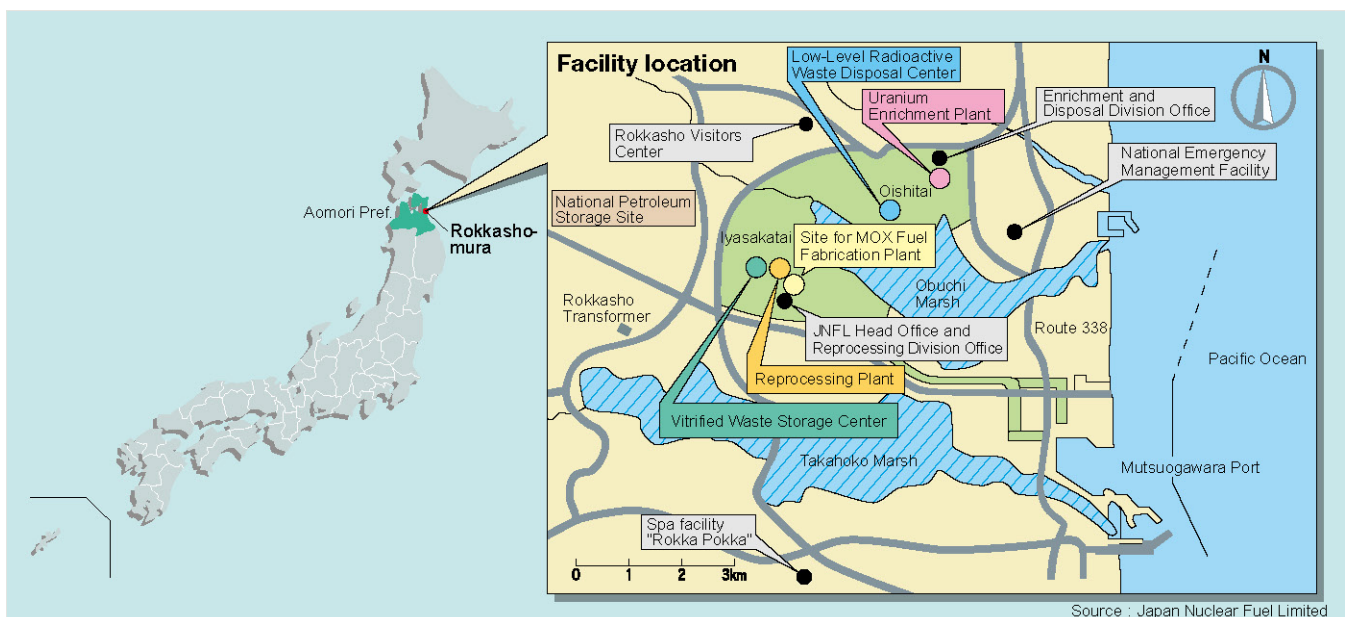 Facility location
Low-Level Radioactive
Waste Disposal Center
Uranium
Enrichment Plant
Enrichment and
Disposal Division Office
N
Rokkasho Visitors
Center
National Emergency
Management Facility
National Petroleum
Storage Site
Oishitai
Aomori Pref.
Rokkasho-
mura
Iyasakatai
Site for MOX Fuel
Fabrication Plant
Obuchi
Marsh
Rokkasho
Transformer
JNFL Head Office and
Reprocessing Division Office
Route 338
Pacific Ocean
Reprocessing Plant
Vitrified Waste Storage Center
Takahoko Marsh
Mutsuogawara Port
Spa facility
"Rokka Pokka"
0 1 2 3km
Source : Japan Nuclear Fuel Limited